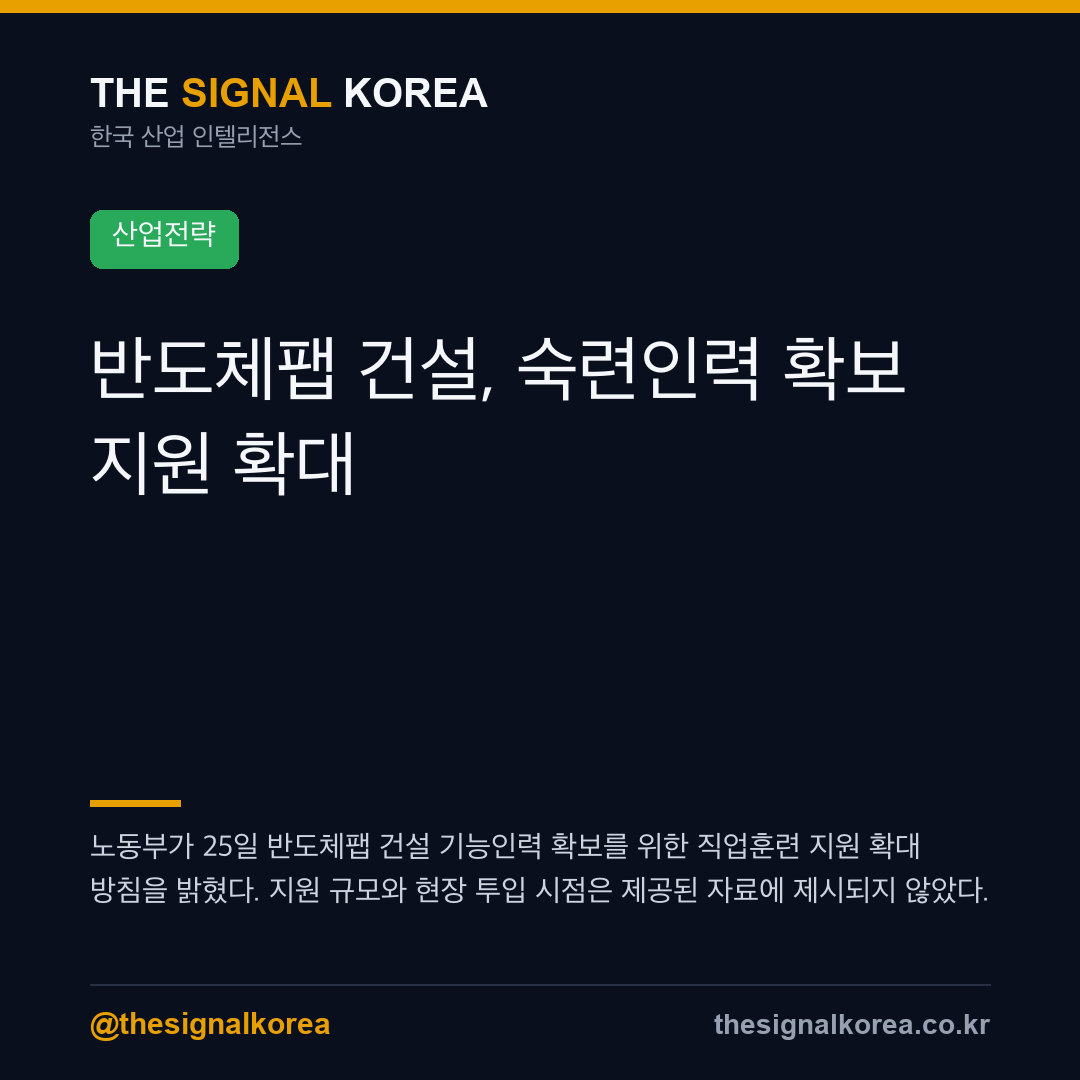 THE SIGNAL KOREA
한국 산업 인텔리전스
산업전략
반도체팹 건설, 숙련인력 확보
지원 확대
노동부가 25일 반도체팹 건설 기능인력 확보를 위한 직업훈련 지원 확대
방침을 밝혔다. 지원 규모와 현장 투입 시점은 제공된 자료에 제시되지 않았다.
@thesignalkorea
thesignalkorea.co.kr